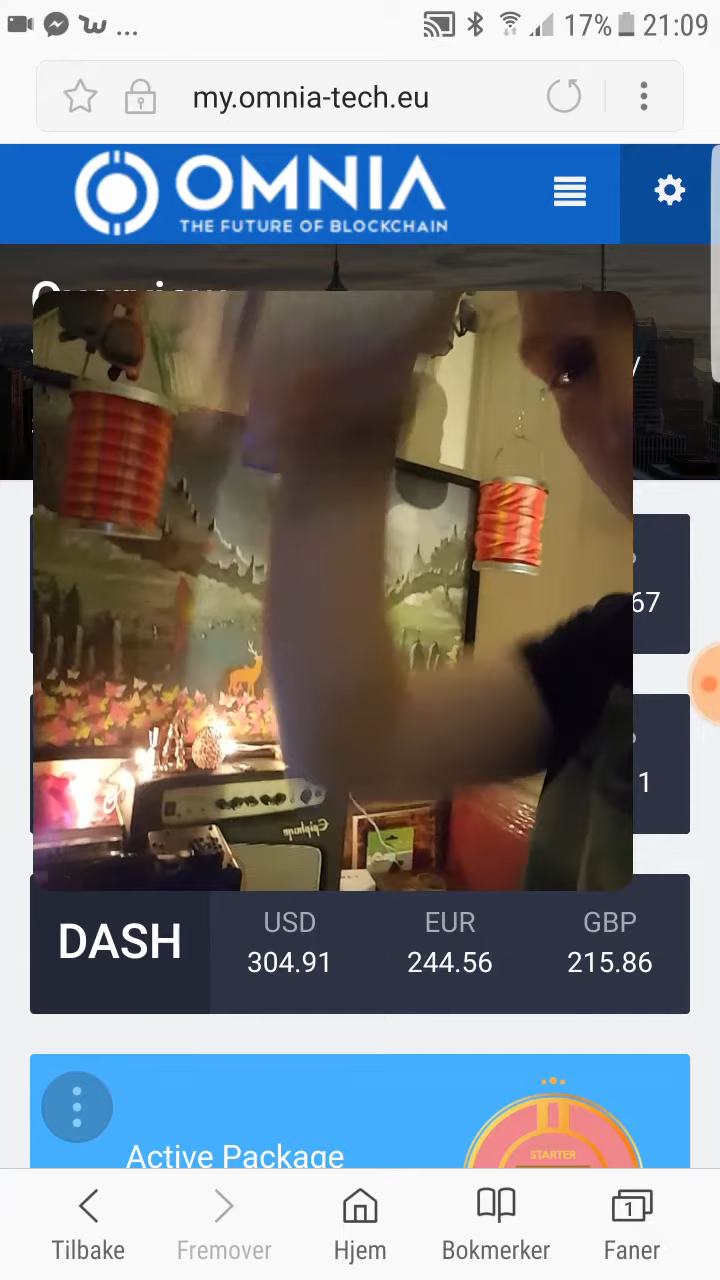 17% 21:09
my.omnia-tech.eu
OMNIA
THE FUTURE OF BLOCKCHAIN
67
1
Epiphone
DASH
USD EUR GBP
304.91 244.56 215.86
Active Package
STARTER
1
Tilbake Fremover Hjem Bokmerker Faner